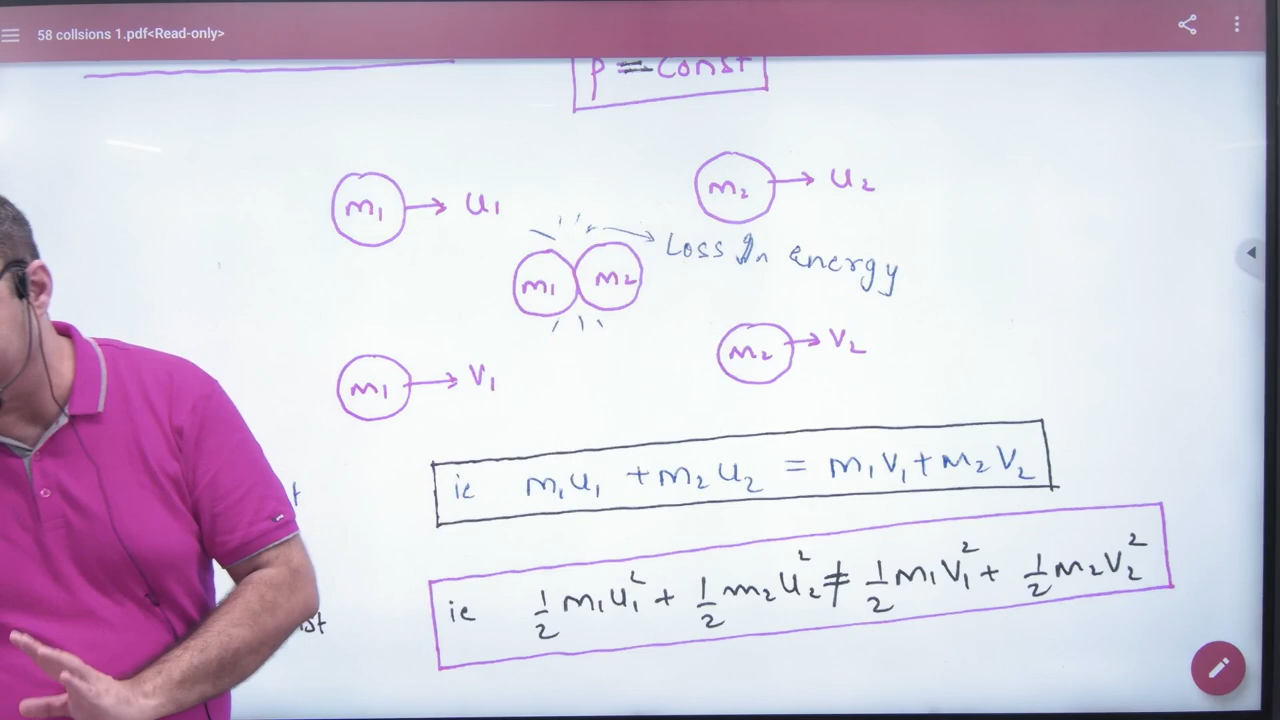 58 collsions 1.pdf<Read-only>
P = Const
m₁ → u₁
m₂ → u₂
Loss In energy
m₁ m₂
m₁ → v₁
m₂ → v₂
ie m₁u₁ + m₂u₂ = m₁v₁ + m₂v₂
ie ½m₁u₁² + ½m₂u₂² ≠ ½m₁v₁² + ½m₂v₂²